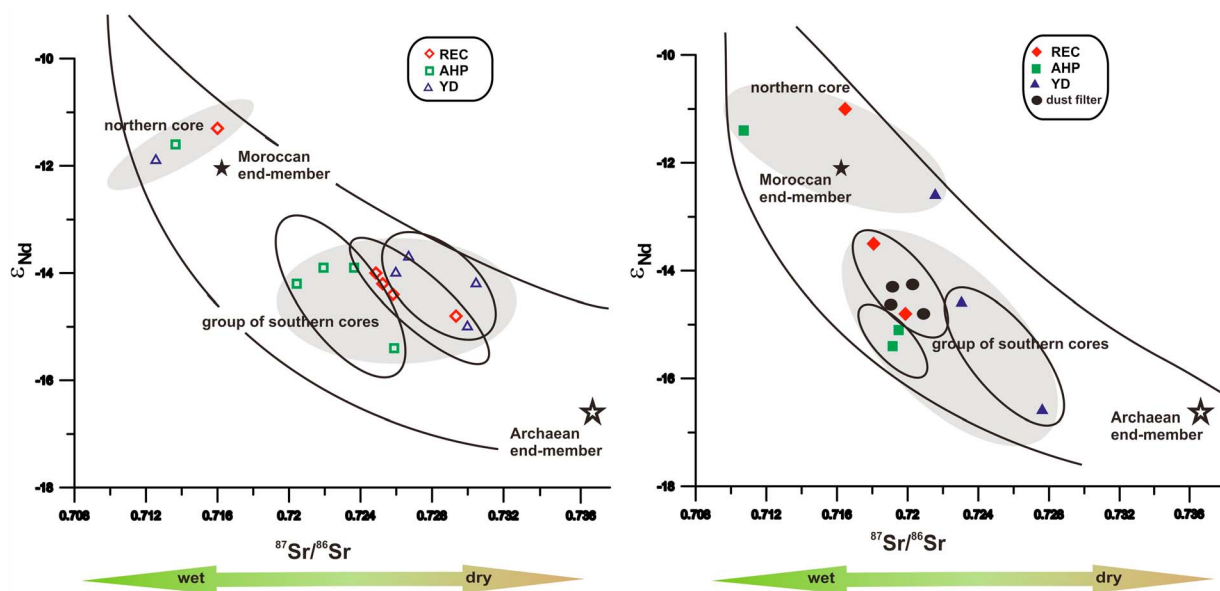 -10
-12
-14
-16
-18
εNd
REC
AHP
YD
northern core
Moroccan
end-member
group of southern cores
Archaean
end-member
0.708
0.712
0.716
0.72
0.724
0.728
0.732
0.736
87Sr/86Sr
wet
dry
-10
-12
-14
-16
-18
εNd
REC
AHP
YD
dust filter
northern core
Moroccan
end-member
group of southern cores
Archaean
end-member
0.708
0.712
0.716
0.72
0.724
0.728
0.732
0.736
87Sr/86Sr
wet
dry